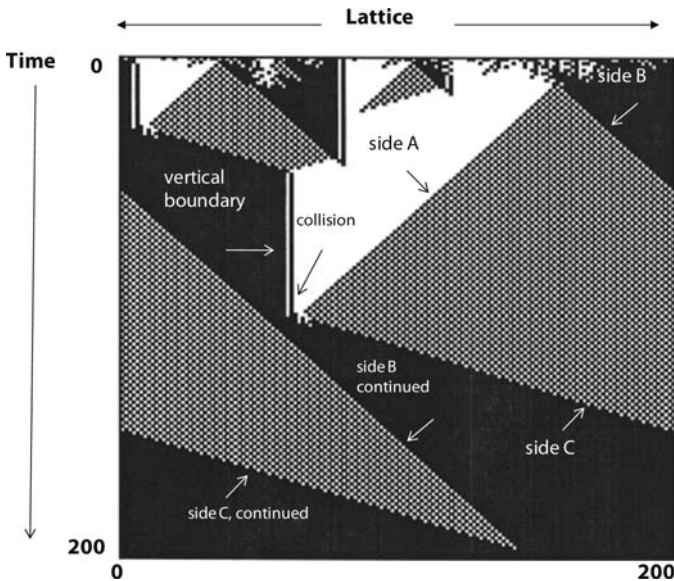 Lattice
Time
0
200
side B
side A
vertical
boundary
collision
side B
continued
side C
side C, continued
0
200